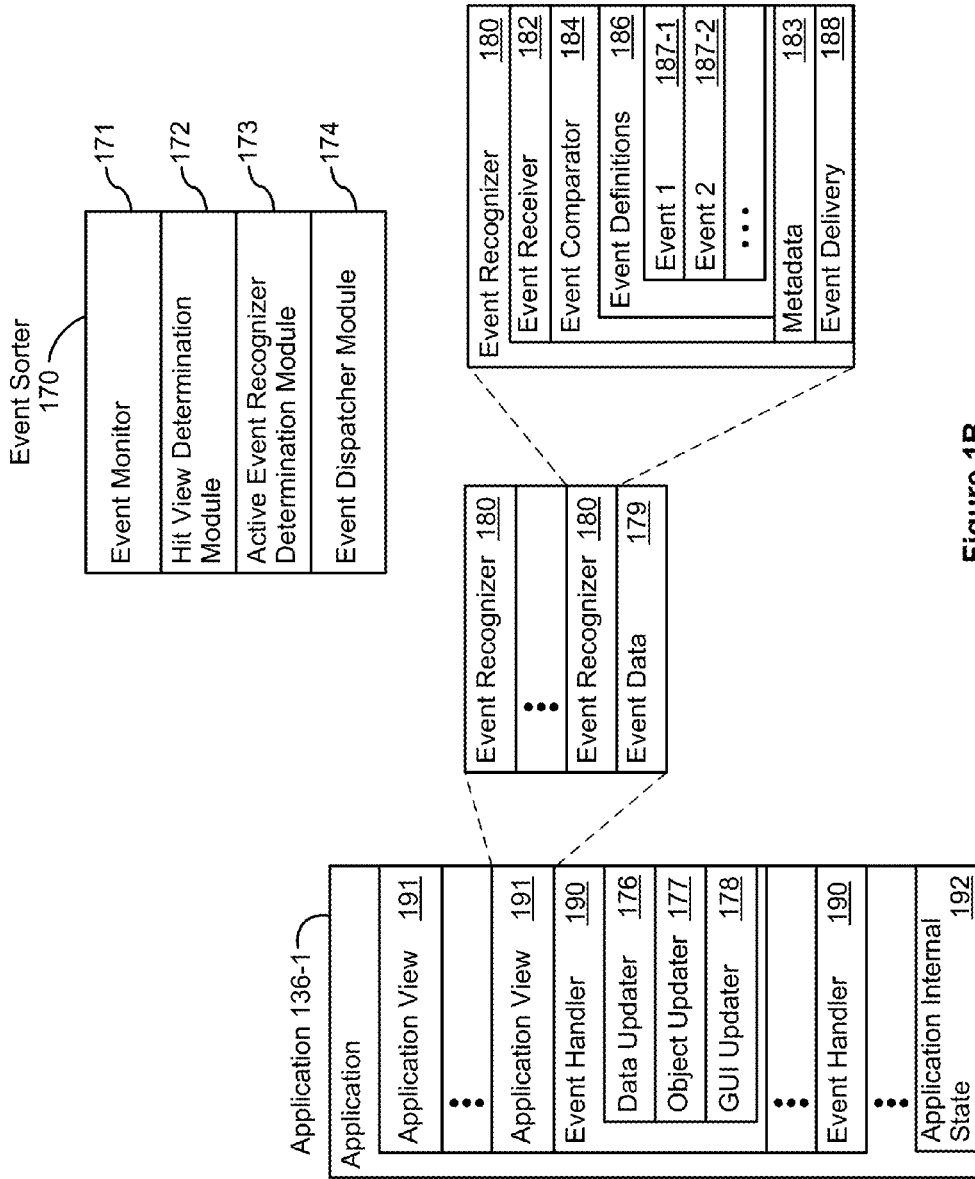 Event Sorter
170
Event Monitor
171
Hit View Determination
Module
172
Active Event Recognizer
Determination Module
173
Event Dispatcher Module
174
Application 136-1
Application
Application View 191
Application View 191
Event Handler 190
Data Updater 176
Object Updater 177
GUI Updater 178
Event Handler 190
Application Internal
State 192
Event Recognizer 180
Event Recognizer 180
Event Data 179
Event Recognizer 180
Event Receiver 182
Event Comparator 184
Event Definitions 186
Event 1 187-1
Event 2 187-2
Metadata 183
Event Delivery 188
Figure 1B